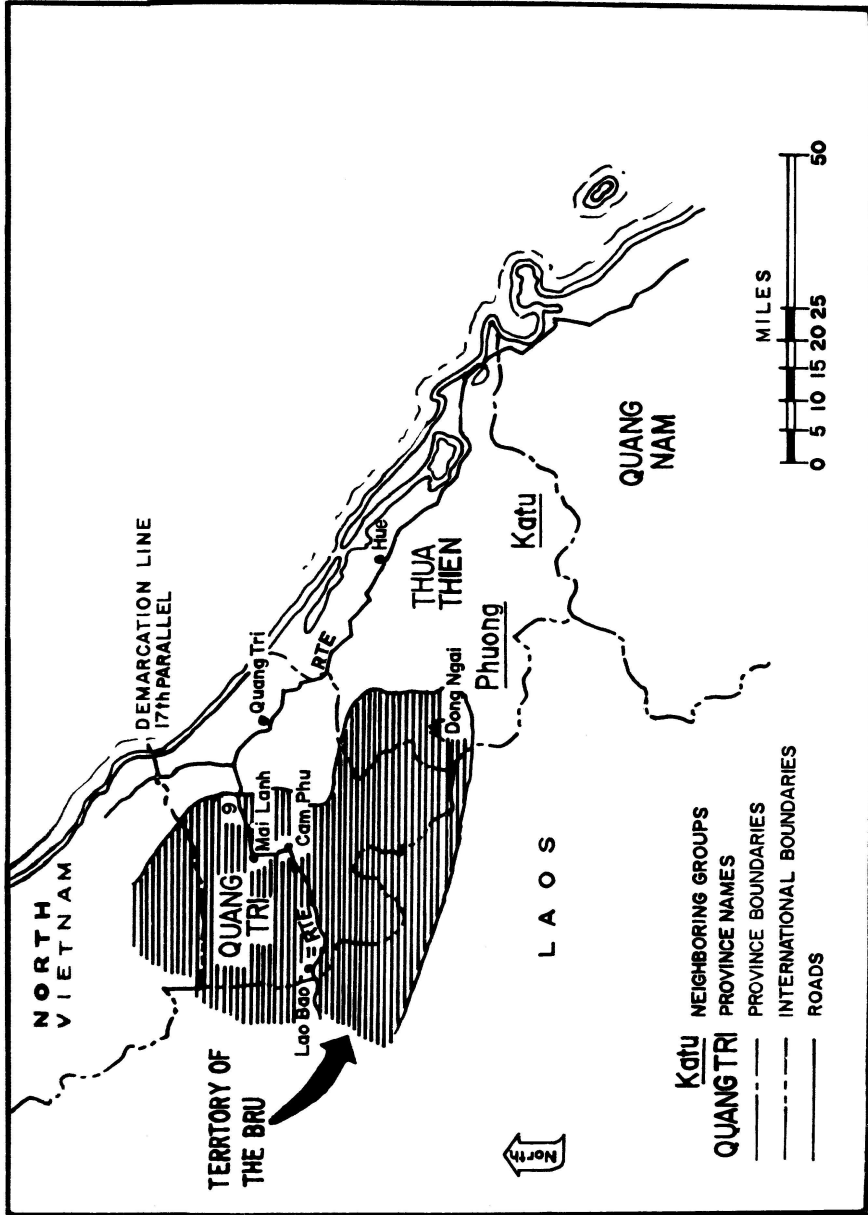 NORTH
VIETNAM
DEMARCATION LINE
17th PARALLEL
QUANG
TRI
9
Mai Lanh
Cam Phu
Quang Tri
RTE
Hue
Lao Bao
RTE
TERRTORY OF
THE BRU
THUA
THIEN
Dong Ngai
Phuong
Katu
QUANG
NAM
LAOS
North
Katu NEIGHBORING GROUPS
QUANG TRI PROVINCE NAMES
PROVINCE BOUNDARIES
INTERNATIONAL BOUNDARIES
ROADS
MILES
0 5 10 15 20 25 50